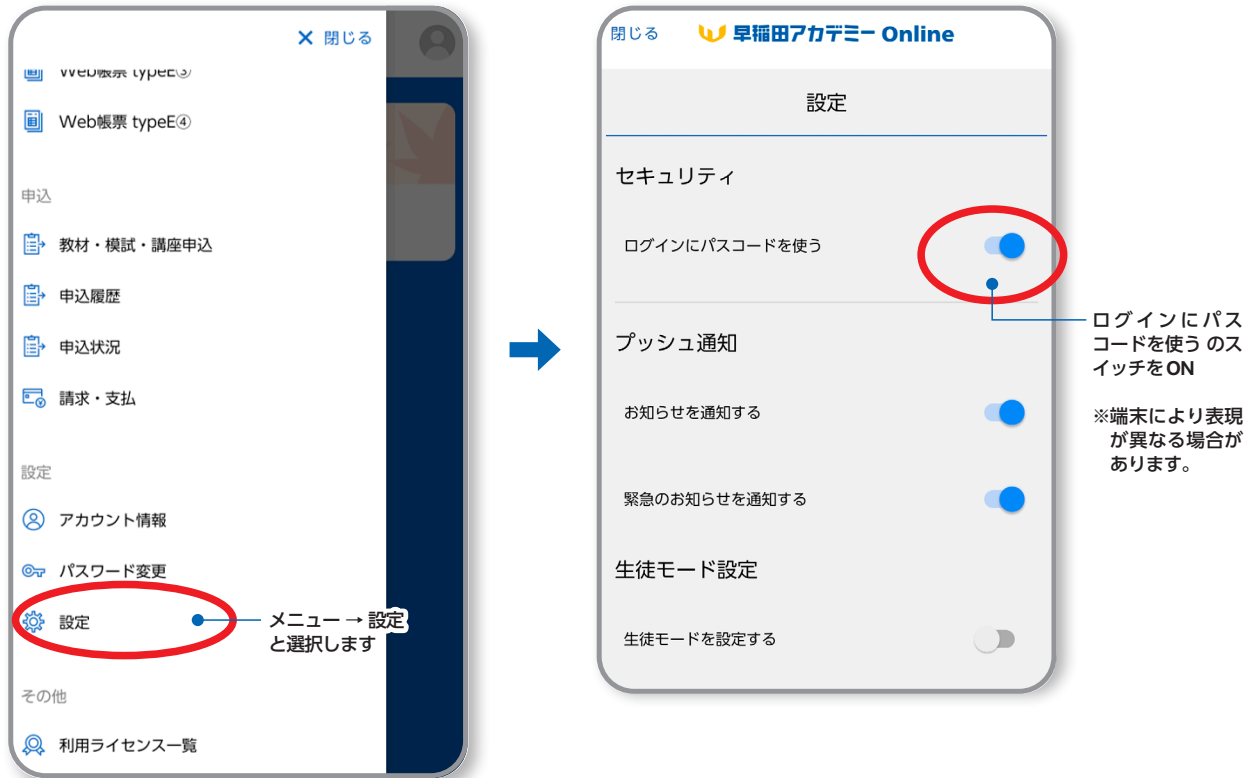 × 閉じる
Web帳票 typeE③
Web帳票 typeE④
申込
教材・模試・講座申込
申込履歴
申込状況
請求・支払
設定
アカウント情報
パスワード変更
設定
メニュー → 設定
と選択します
その他
利用ライセンス一覧
閉じる
早稲田アカデミー Online
設定
セキュリティ
ログインにパスコードを使う
ログインにパス
コードを使う のス
イッチをON
※端末により表現
が異なる場合が
あります。
プッシュ通知
お知らせを通知する
緊急のお知らせを通知する
生徒モード設定
生徒モードを設定する